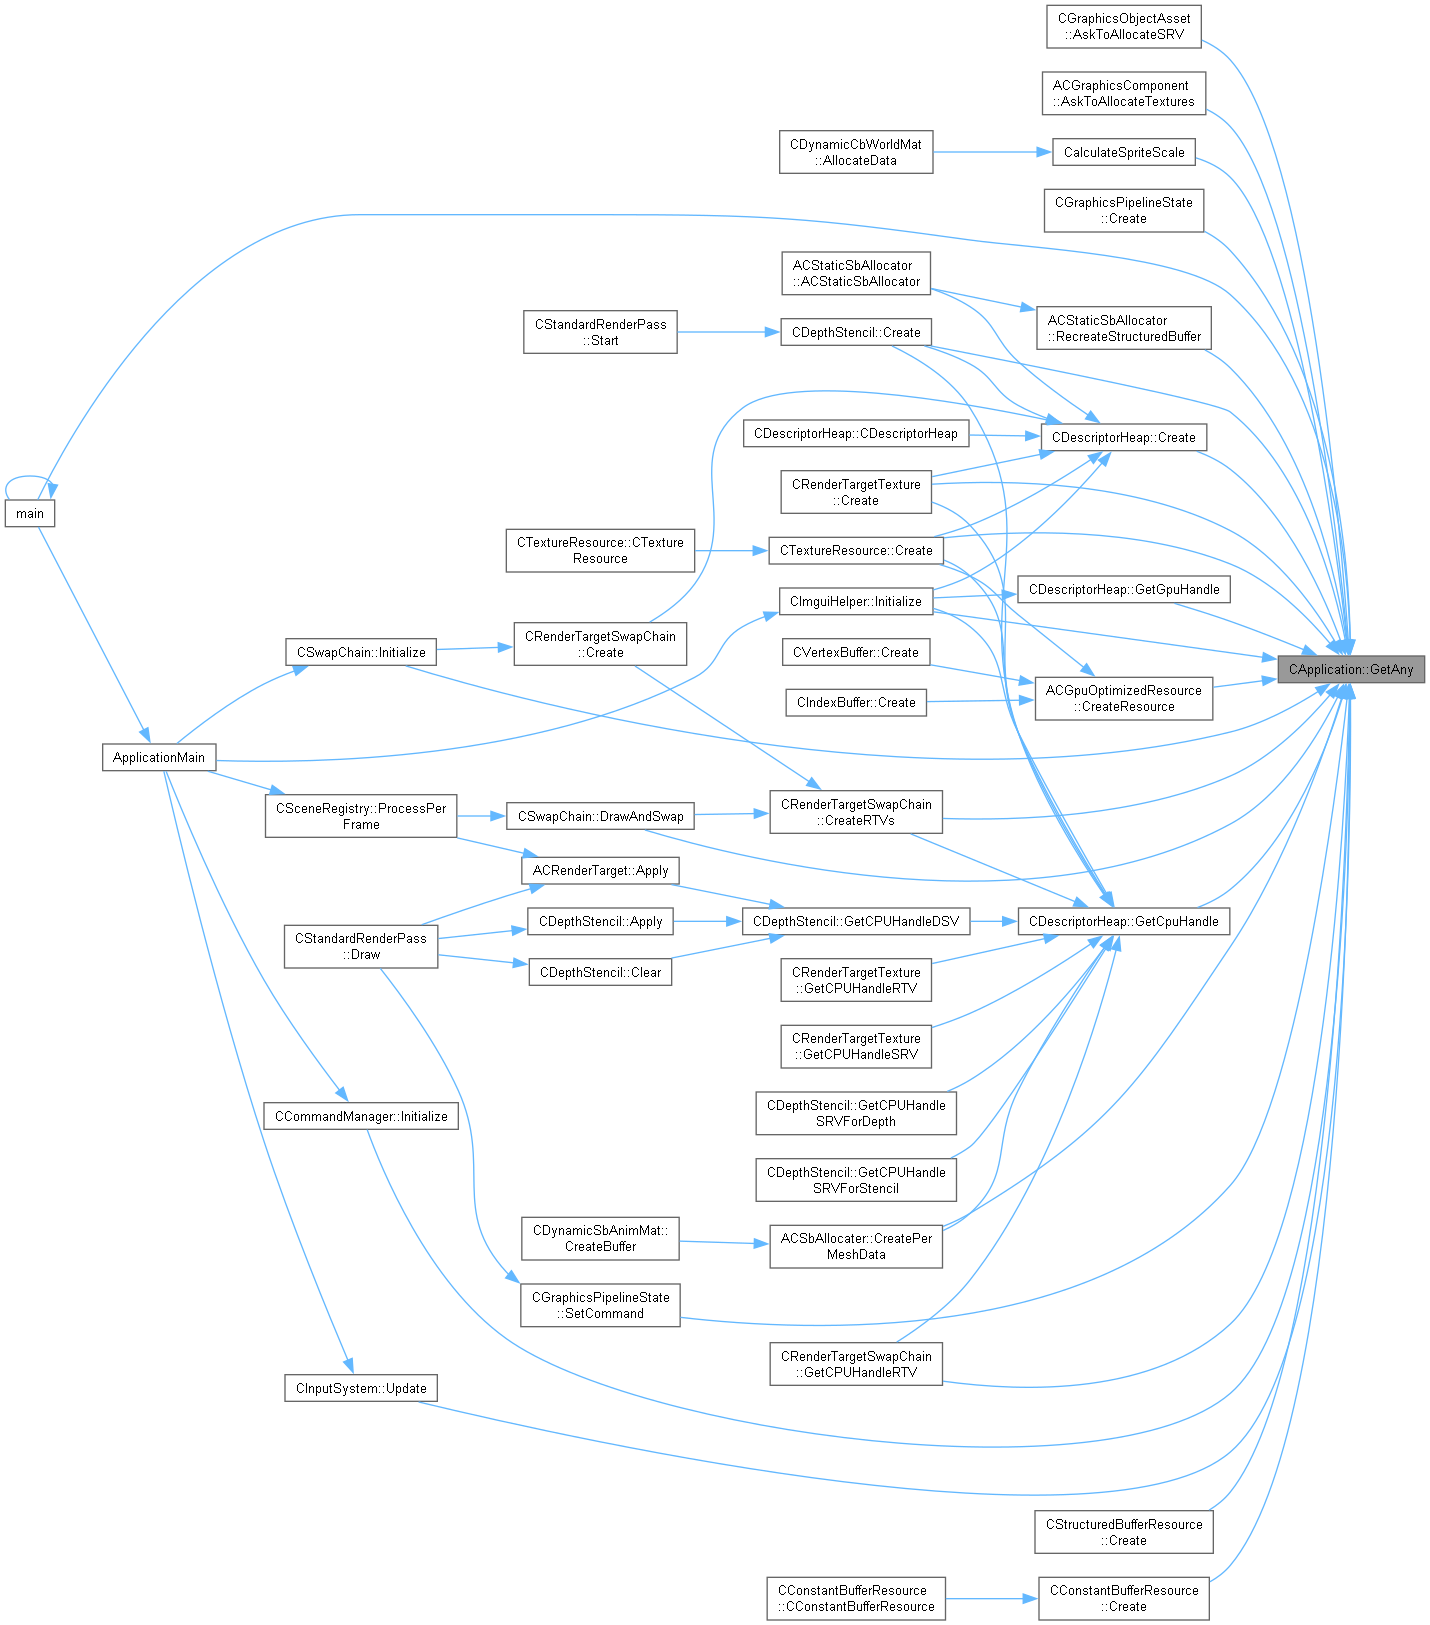 CGraphicsObjectAsset
::AskToAllocateSRV
ACGraphicsComponent
::AskToAllocateTextures
CDynamicCbWorldMat
::AllocateData
CalculateSpriteScale
CGraphicsPipelineState
::Create
ACStaticSbAllocator
::ACStaticSbAllocator
ACStaticSbAllocator
::RecreateStructuredBuffer
CStandardRenderPass
::Start
CDepthStencil::Create
CDescriptorHeap::CDescriptorHeap
CDescriptorHeap::Create
CRenderTargetTexture
::Create
main
CTextureResource::CTexture
Resource
CTextureResource::Create
CImguiHelper::Initialize
CDescriptorHeap::GetGpuHandle
CSwapChain::Initialize
CRenderTargetSwapChain
::Create
CVertexBuffer::Create
CApplication::GetAny
CIndexBuffer::Create
ACGpuOptimizedResource
::CreateResource
ApplicationMain
CSceneRegistry::ProcessPer
Frame
CSwapChain::DrawAndSwap
CRenderTargetSwapChain
::CreateRTVs
ACRenderTarget::Apply
CStandardRenderPass
::Draw
CDepthStencil::Apply
CDepthStencil::GetCPUHandleDSV
CDescriptorHeap::GetCpuHandle
CDepthStencil::Clear
CRenderTargetTexture
::GetCPUHandleRTV
CRenderTargetTexture
::GetCPUHandleSRV
CCommandManager::Initialize
CDepthStencil::GetCPUHandle
SRVForDepth
CDepthStencil::GetCPUHandle
SRVForStencil
CDynamicSbAnimMat::
CreateBuffer
ACSbAllocater::CreatePer
MeshData
CGraphicsPipelineState
::SetCommand
CRenderTargetSwapChain
::GetCPUHandleRTV
CInputSystem::Update
CStructuredBufferResource
::Create
CConstantBufferResource
::CConstantBufferResource
CConstantBufferResource
::Create